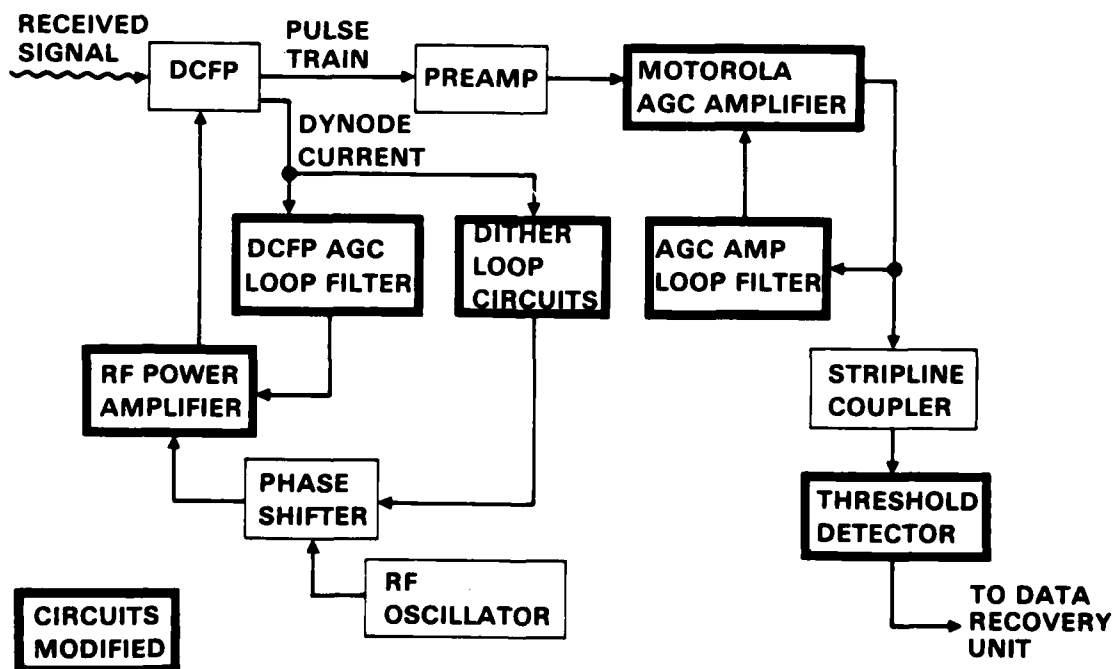 RECEIVED
SIGNAL
DCFP
PULSE
TRAIN
PREAMP
MOTOROLA
AGC AMPLIFIER
DYNODE
CURRENT
DCFP AGC
LOOP FILTER
DITHER
LOOP
CIRCUITS
AGC AMP
LOOP FILTER
RF POWER
AMPLIFIER
STRIPLINE
COUPLER
PHASE
SHIFTER
THRESHOLD
DETECTOR
RF
OSCILLATOR
CIRCUITS
MODIFIED
TO DATA
RECOVERY
UNIT